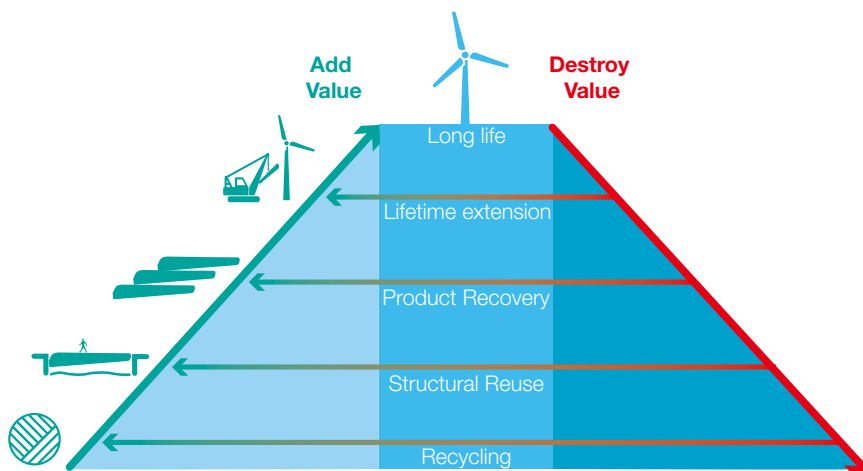 Add
Value
Destroy
Value
Long life
Lifetime extension
Product Recovery
Structural Reuse
Recycling